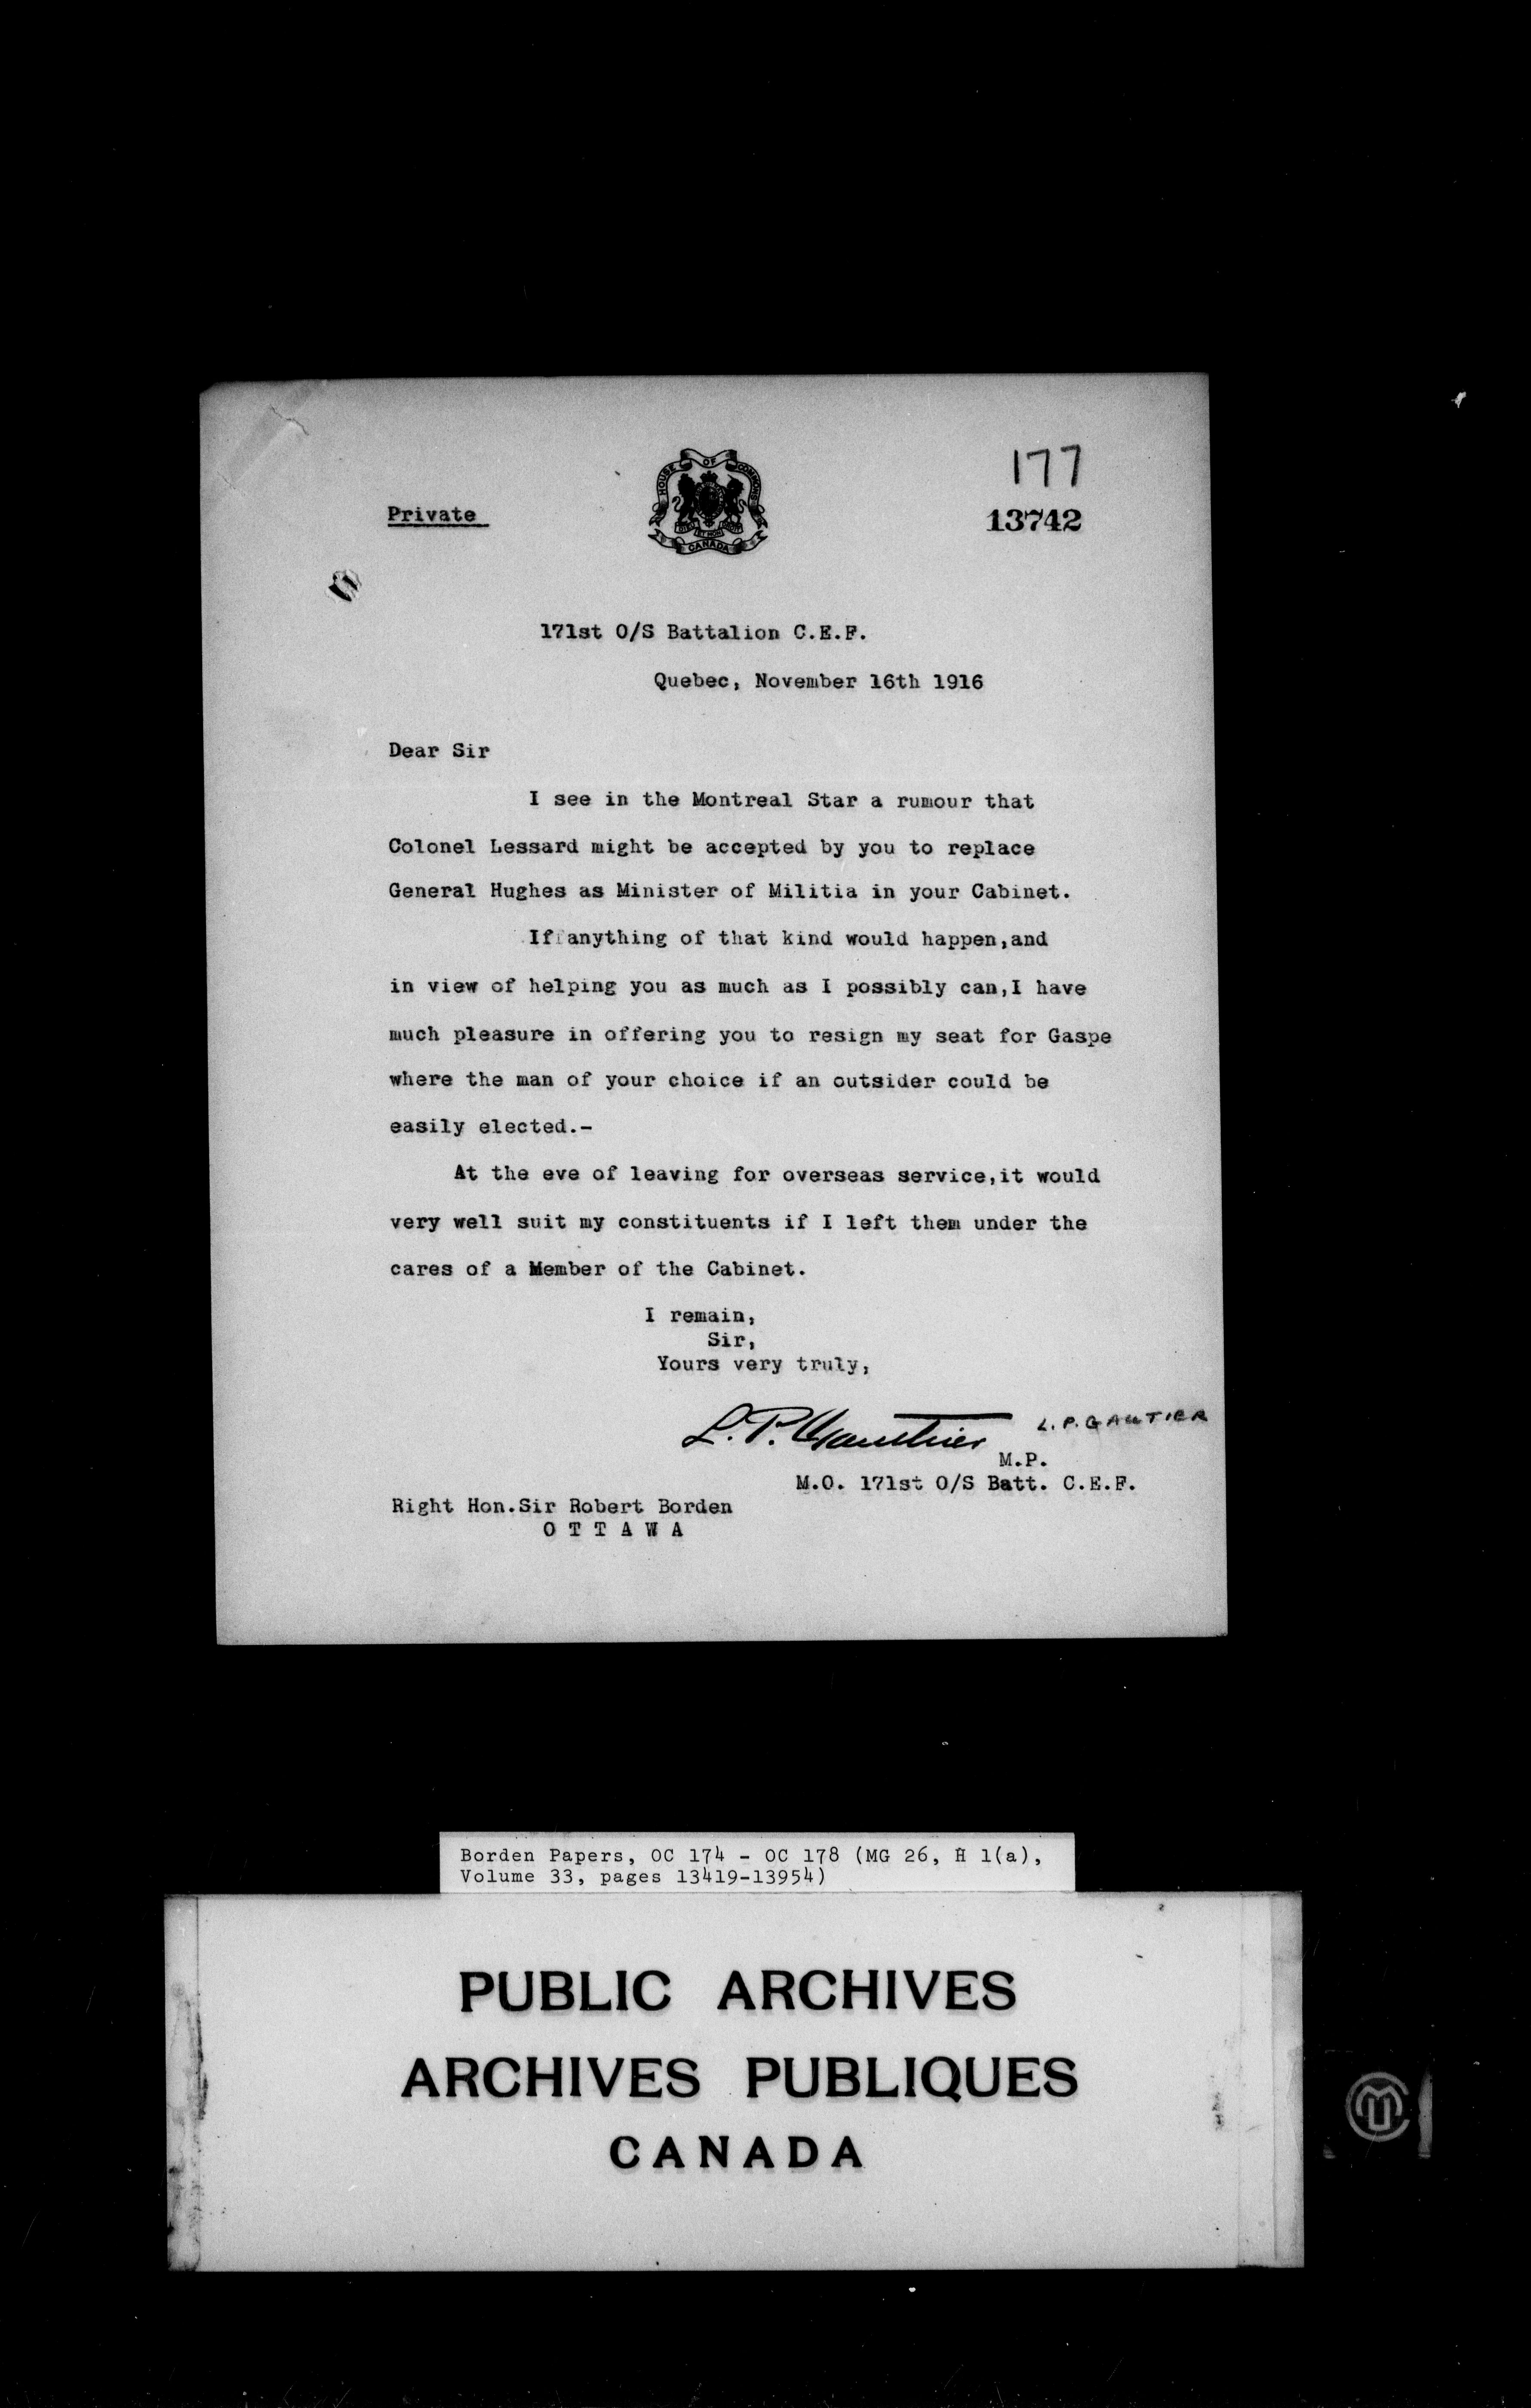 177
13742
Private
HOUSE OF COMMONS
CANADA
171st O/S Battalion C.E.F.
Quebec, November 16th 1916
Dear Sir
I see in the Montreal Star a rumour that
Colonel Lessard might be accepted by you to replace
General Hughes as Minister of Militia in your Cabinet.
If anything of that kind would happen,and
in view of helping you as much as I possibly can,I have
much pleasure in offering you to resign my seat for Gaspe
where the man of your choice if an outsider could be
easily elected.-
At the eve of leaving for overseas service,it would
very well suit my constituents if I left them under the
cares of a Member of the Cabinet.
I remain,
Sir,
Yours very truly,
L.P. Gauthier
L.P. GAUTIER
M.P.
M.O. 171st O/S Batt. C.E.F.
Right Hon.Sir Robert Borden
O T T A W A
Borden Papers, OC 174 - OC 178 (MG 26, H 1(a),
Volume 33, pages 13419-13954)
PUBLIC ARCHIVES
ARCHIVES PUBLIQUES
CANADA